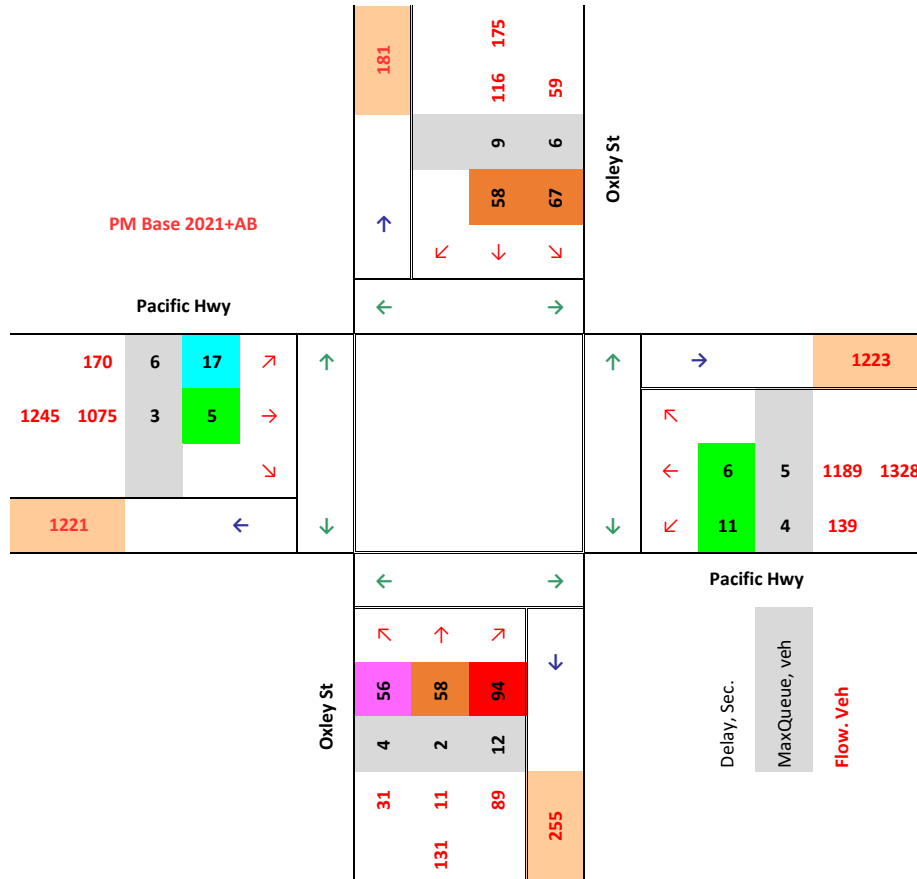 181
116 175
59
9 6
58 67
Oxley St
PM Base 2021+AB
Pacific Hwy
170 6 17
1245 1075 3 5
1221
1223
6 5 1189 1328
11 4 139
Pacific Hwy
Oxley St
56 58 94
4 2 12
31 11 89
131
255
Delay, Sec.
MaxQueue, veh
Flow. Veh